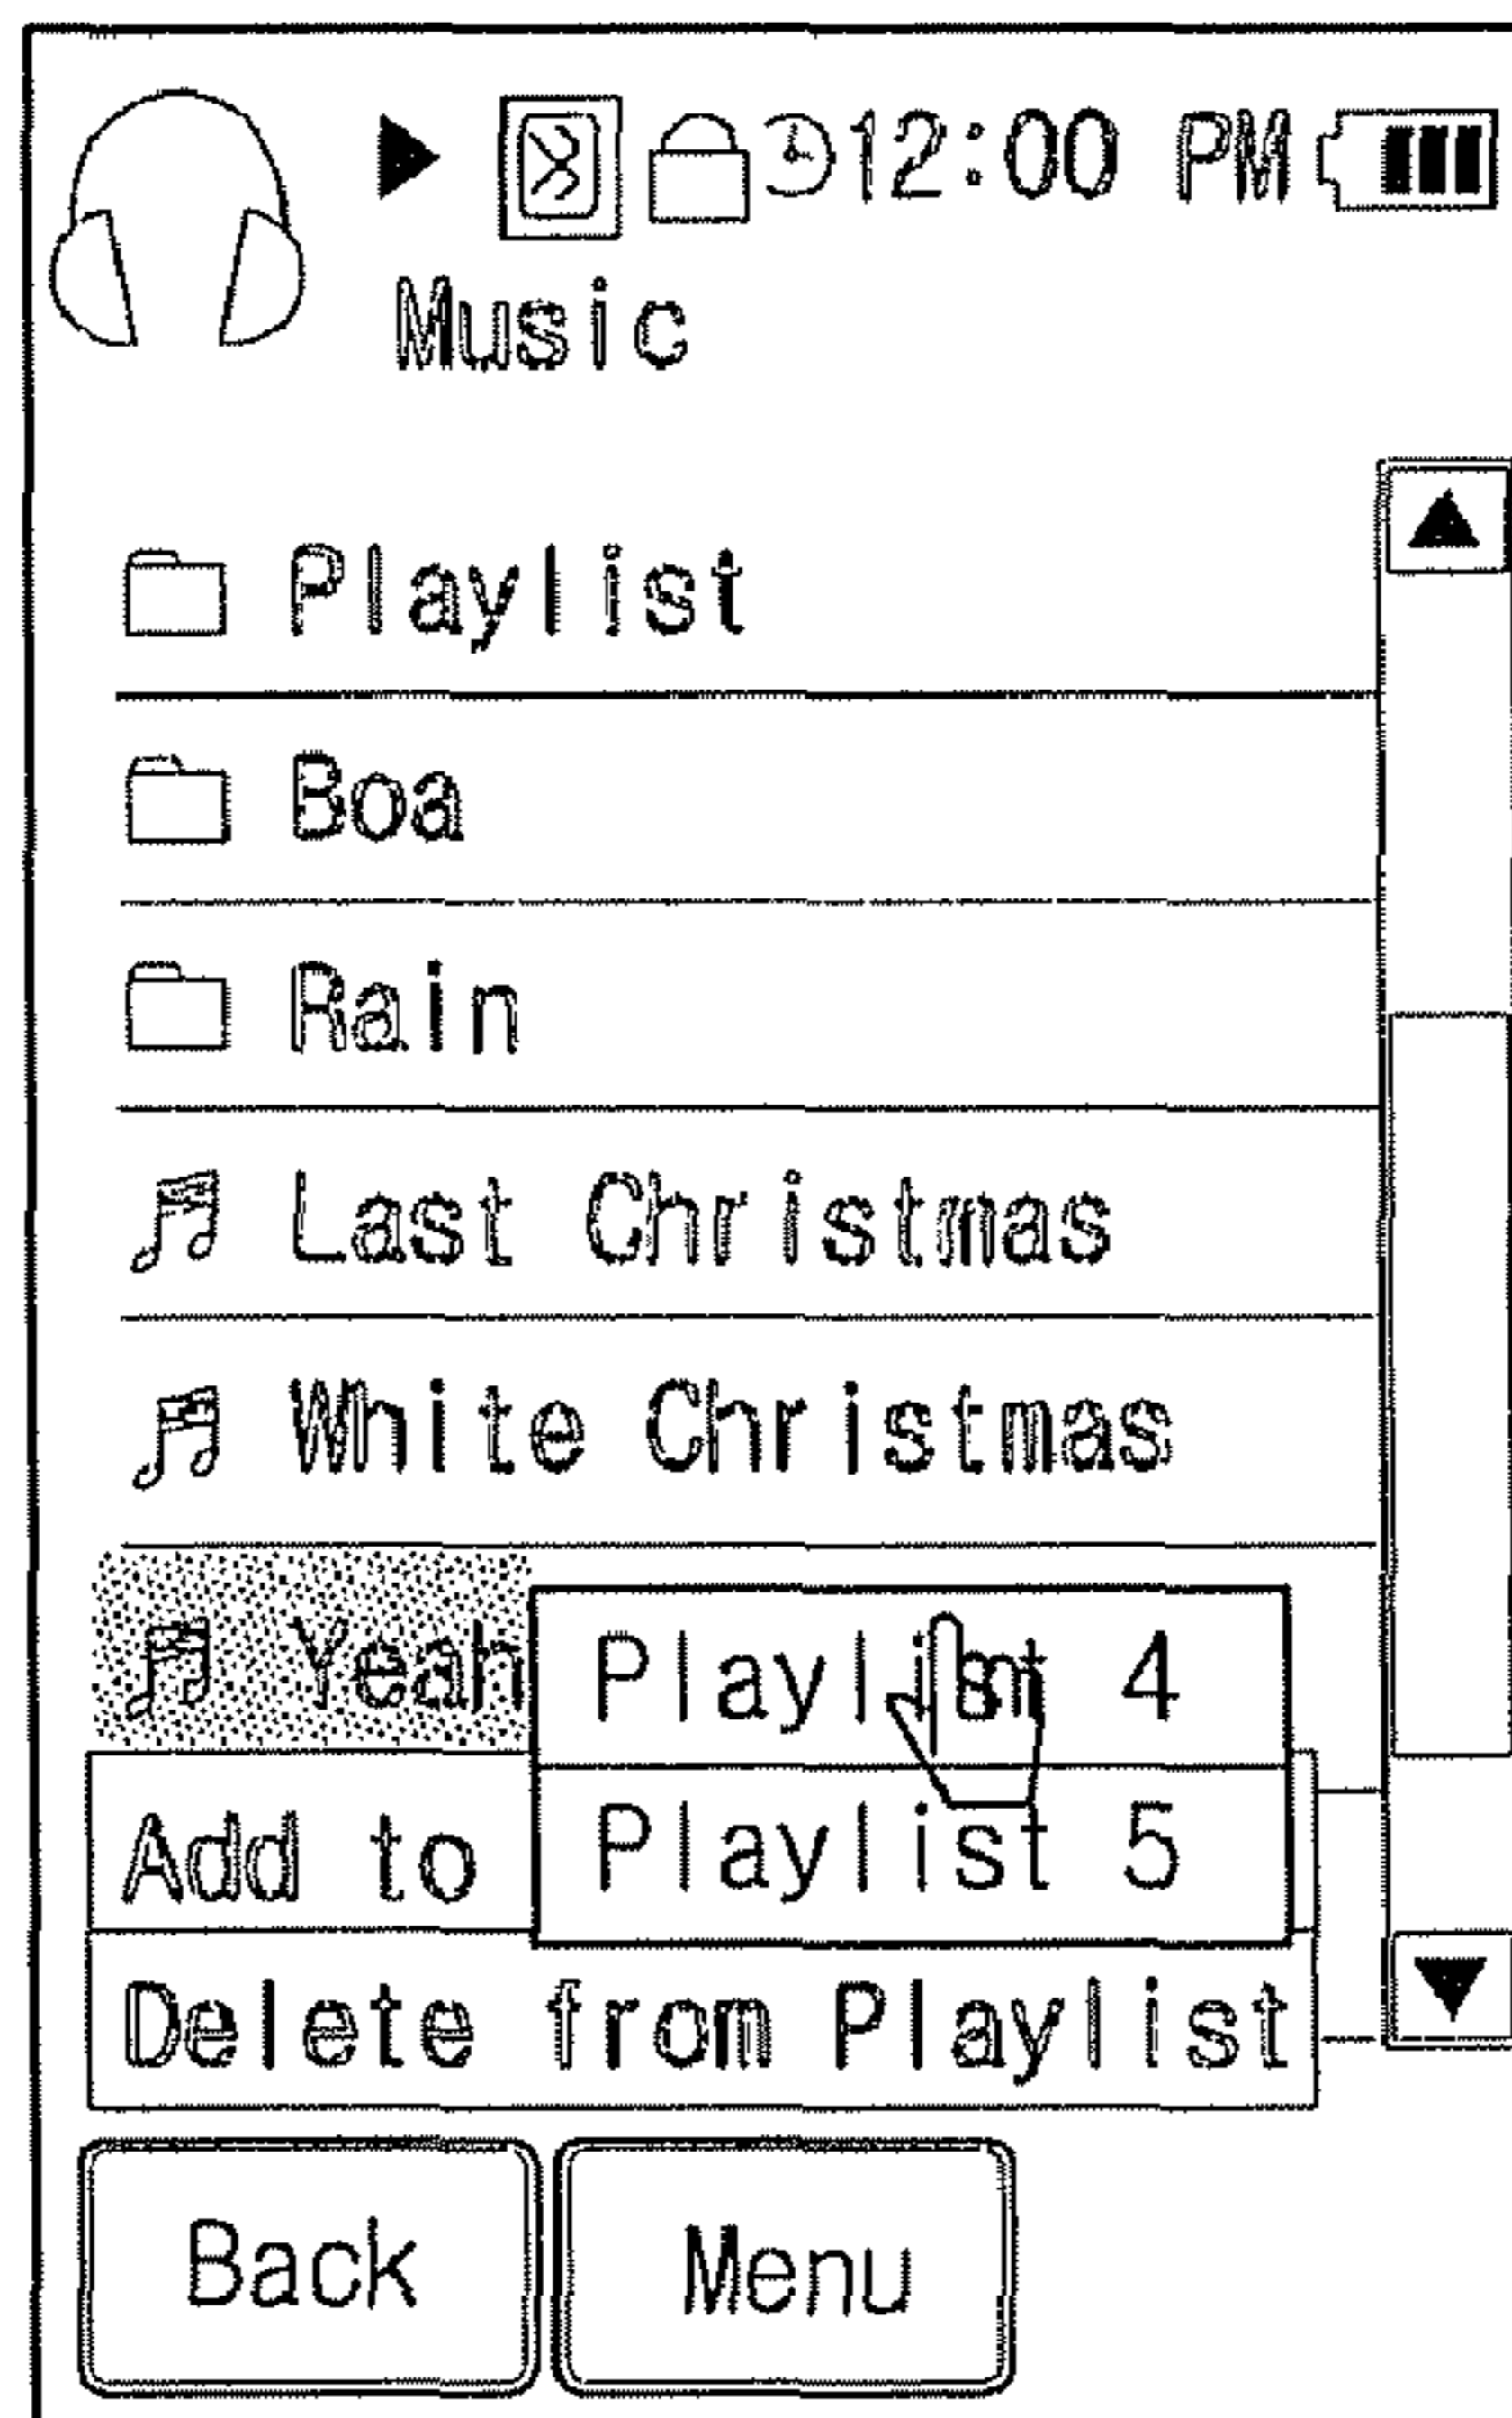 12:00 PM
Music
Playlist
Boa
Rain
Last Christmas
White Christmas
Yeah
Playlist 4
Add to
Playlist 5
Delete from Playlist
Back
Menu